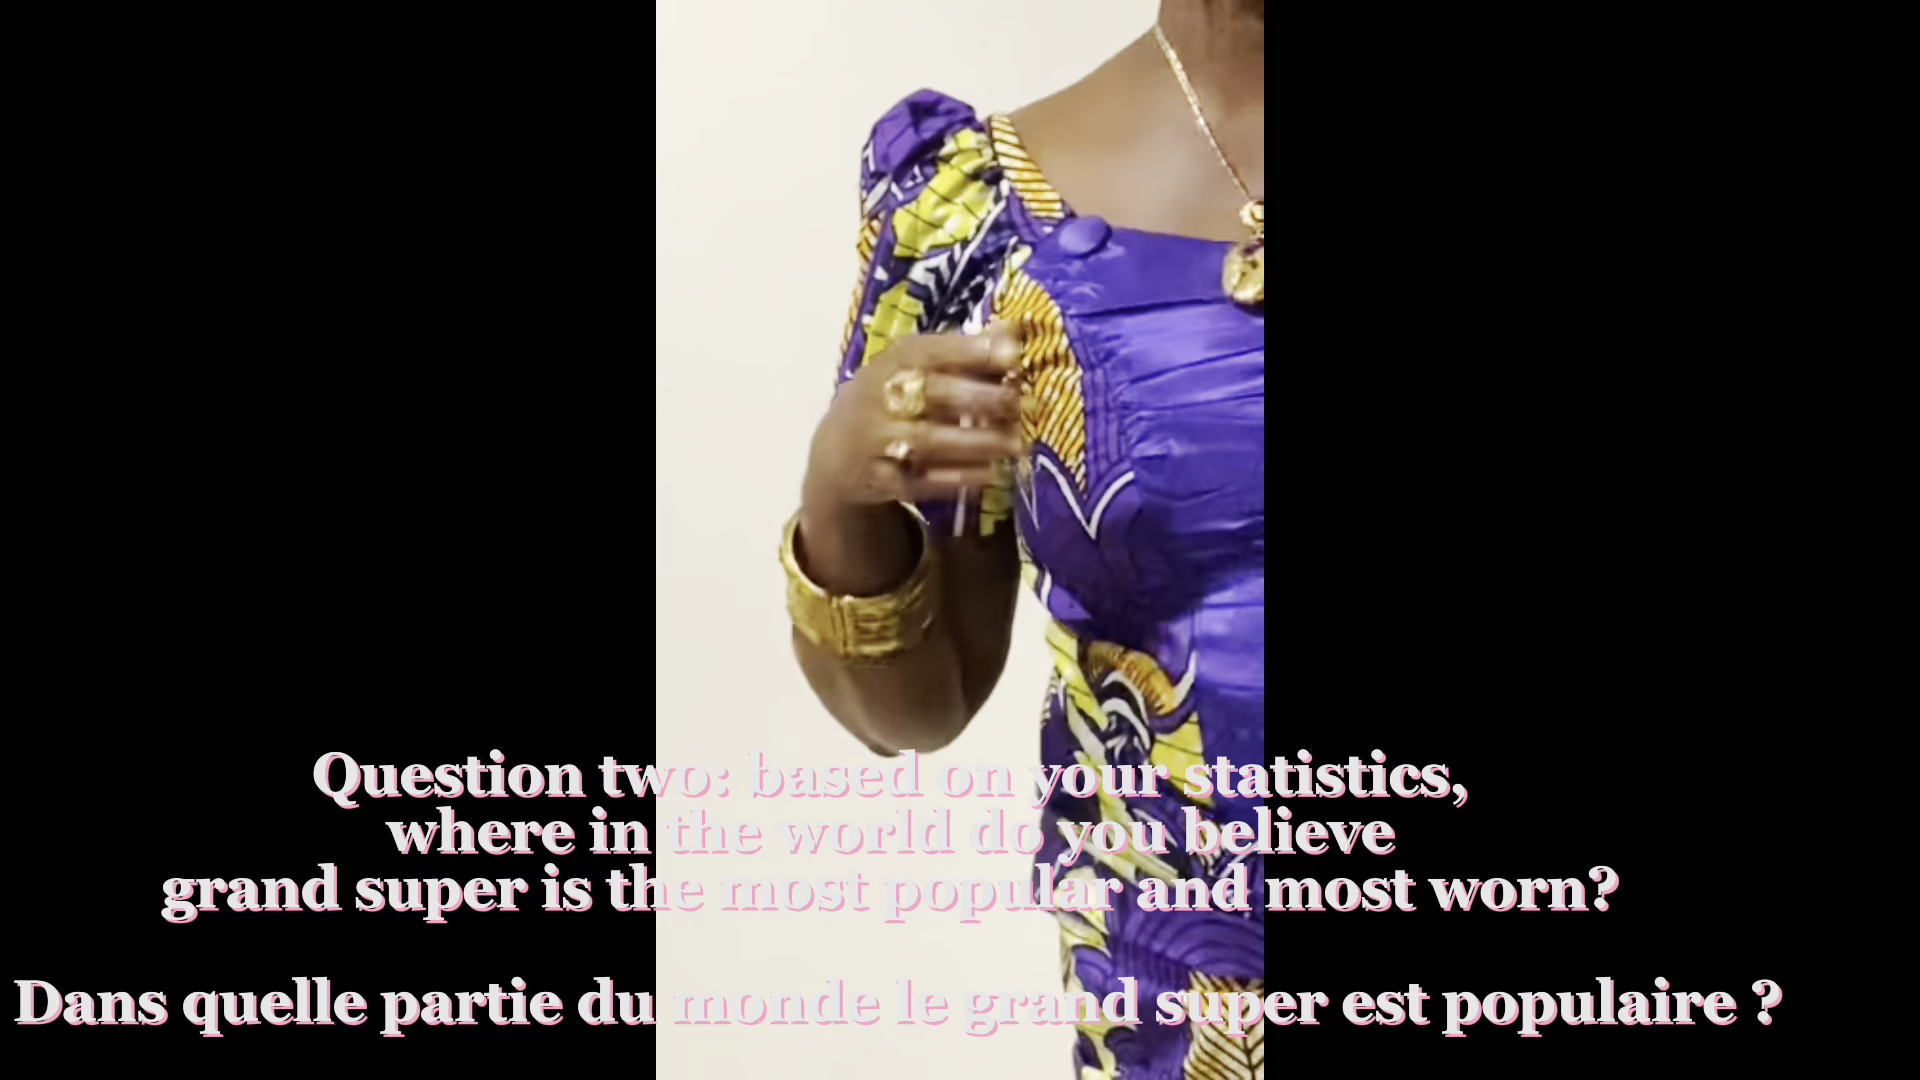 Question two: based on your statistics,
where in the world do you believe
grand super is the most popular and most worn?
Dans quelle partie du monde le grand super est populaire ?